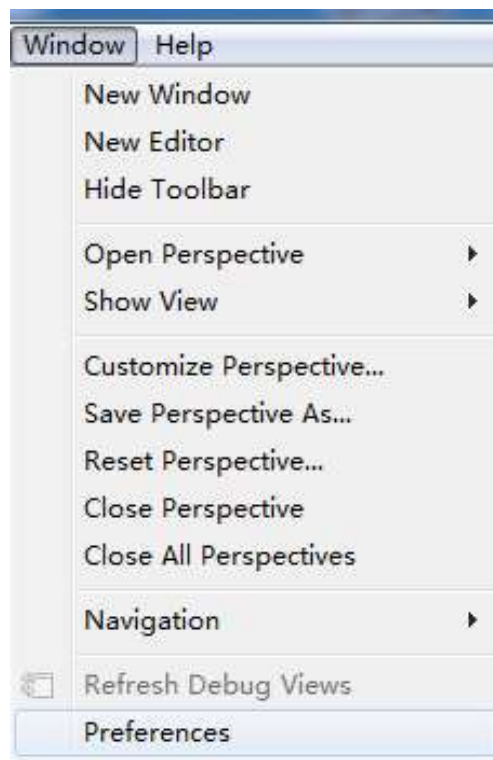 Window Help
New Window
New Editor
Hide Toolbar
Open Perspective
Show View
Customize Perspective...
Save Perspective As...
Reset Perspective...
Close Perspective
Close All Perspectives
Navigation
Refresh Debug Views
Preferences